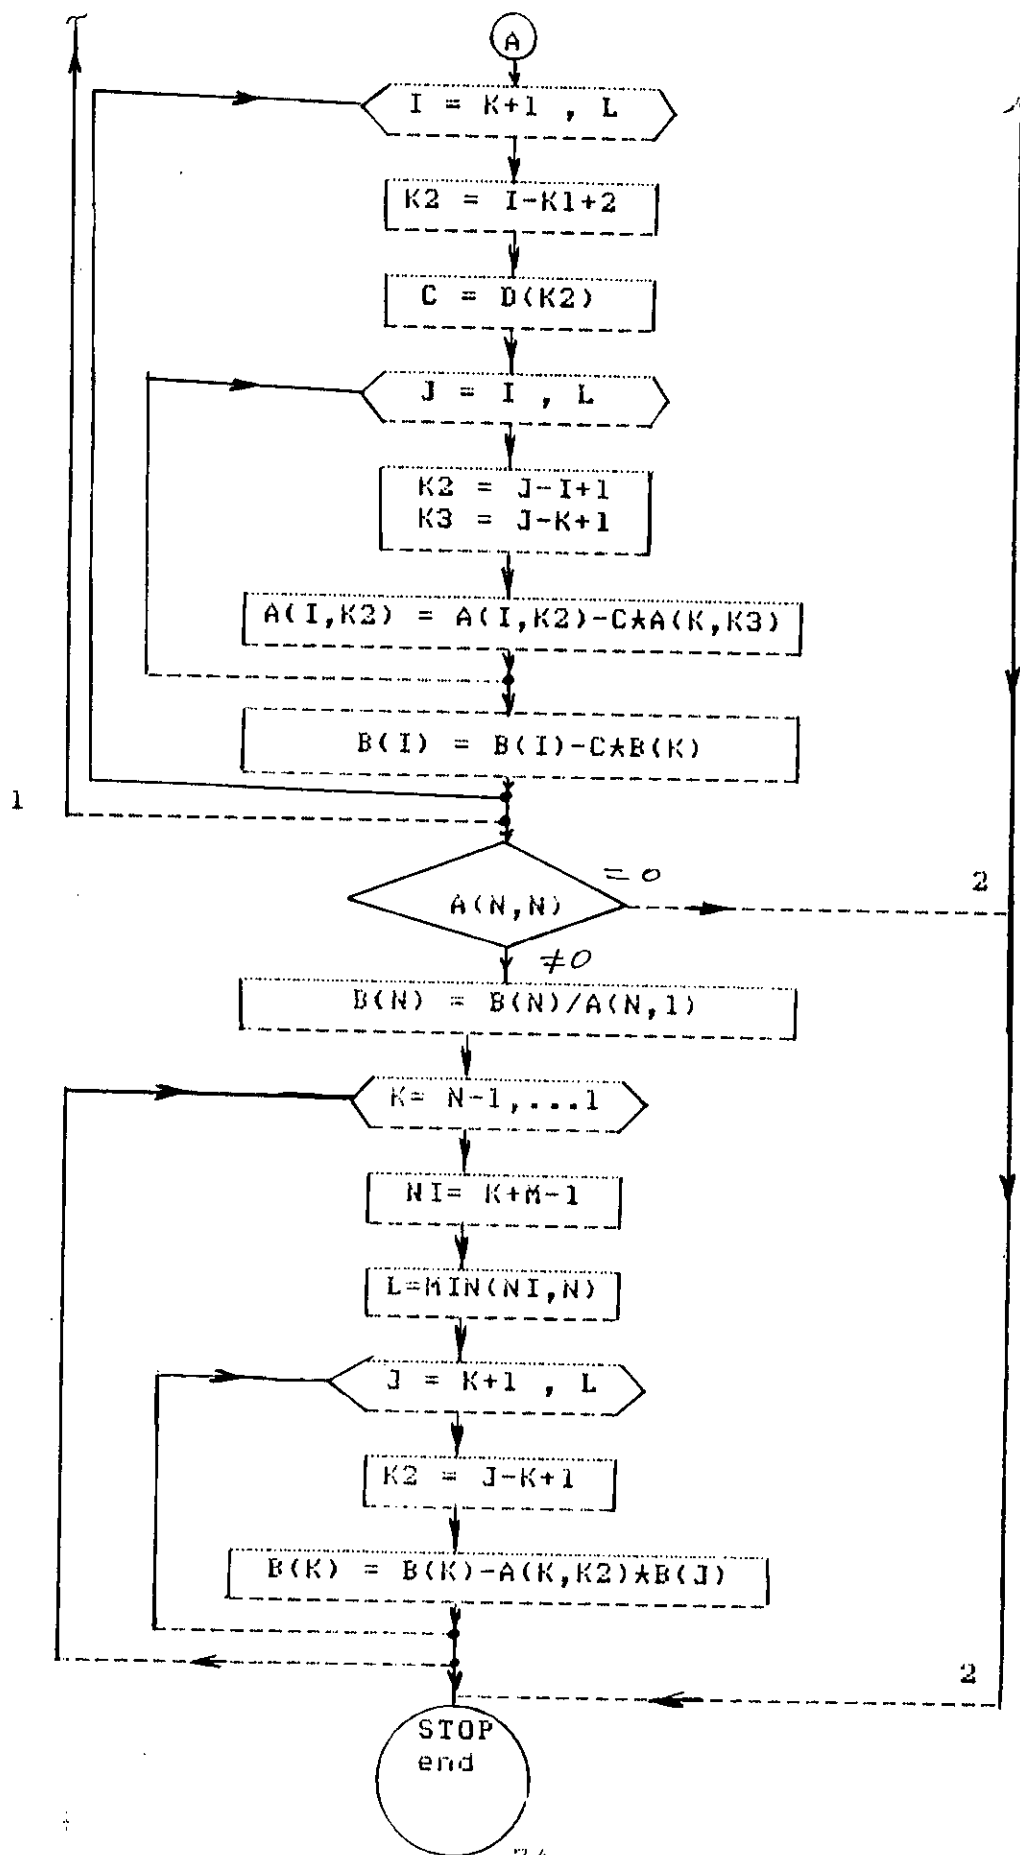 A
I = K+1 , L
K2 = I-K1+2
C = D(K2)
J = I , L
K2 = J-I+1
K3 = J-K+1
A(I,K2) = A(I,K2)-C*A(K,K3)
B(I) = B(I)-C*B(K)
1
= 0
2
A(N,N)
≠0
B(N) = B(N)/A(N,1)
K= N-1,...1
NI= K+M-1
L=MIN(NI,N)
J = K+1 , L
K2 = J-K+1
B(K) = B(K)-A(K,K2)*B(J)
2
STOP
end